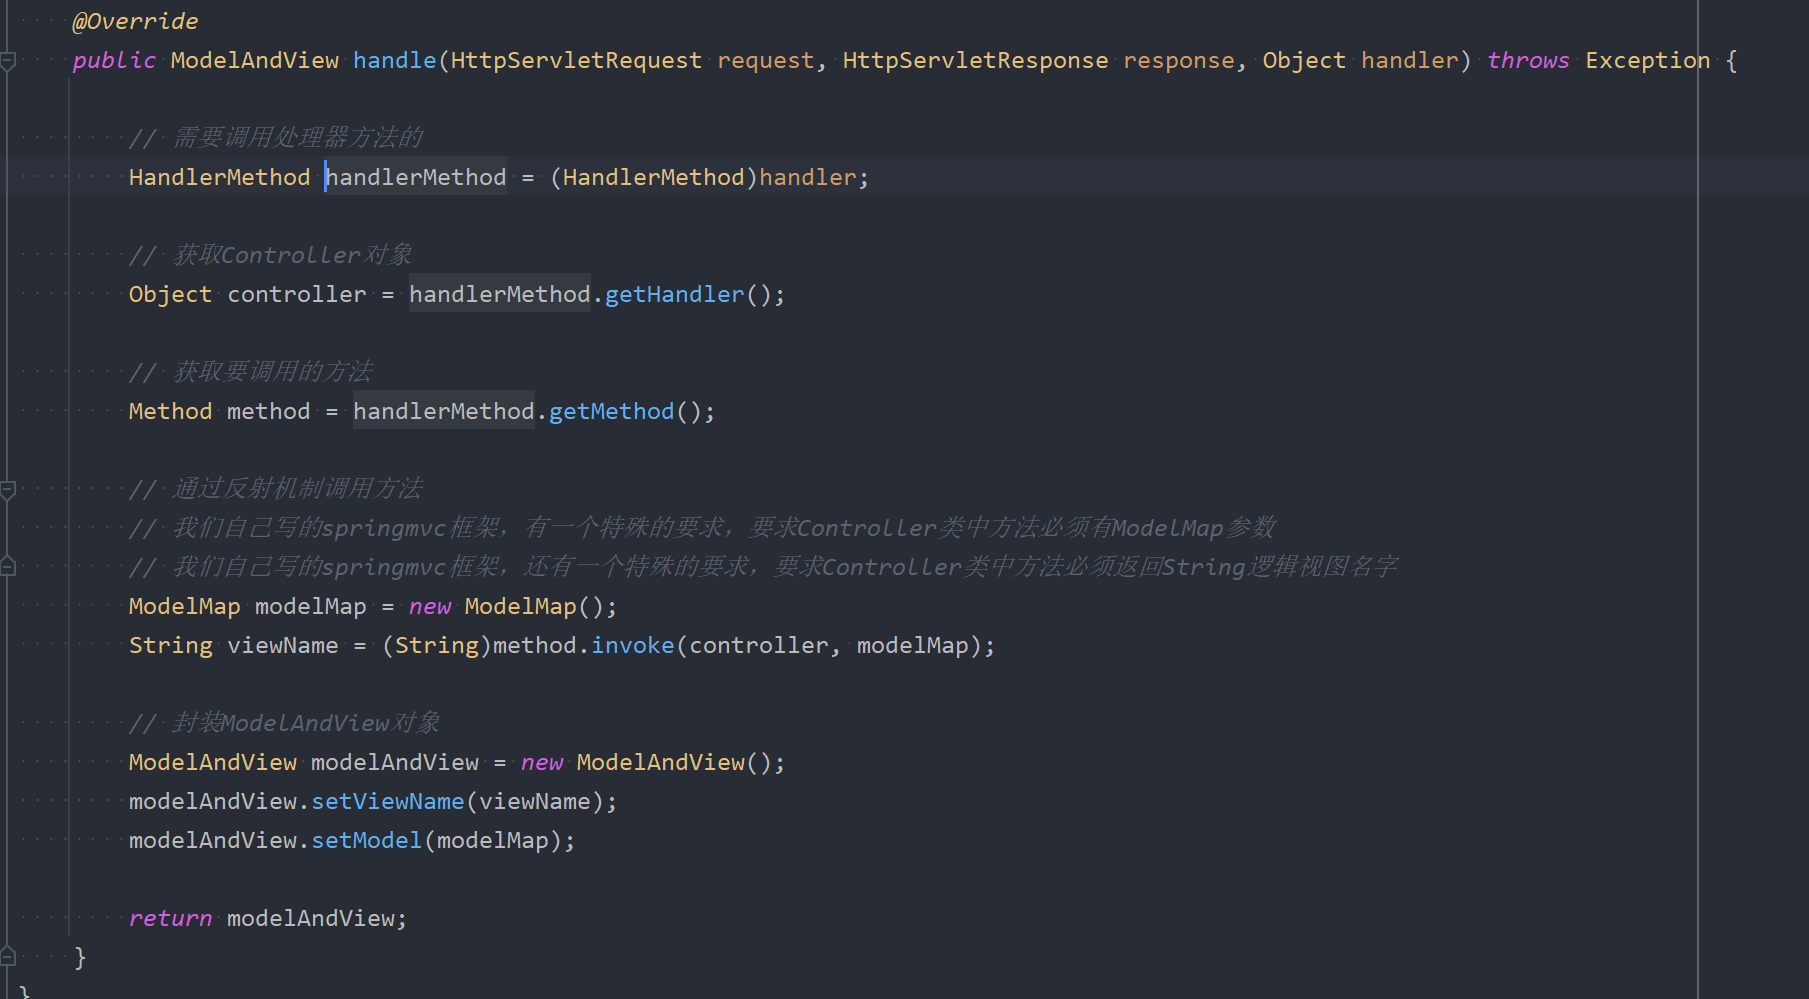 @Override
public ModelAndView handle(HttpServletRequest request, HttpServletResponse response, Object handler) throws Exception {
// 需要调用处理器方法的
HandlerMethod handlerMethod = (HandlerMethod)handler;
// 获取Controller对象
Object controller = handlerMethod.getHandler();
// 获取要调用的方法
Method method = handlerMethod.getMethod();
// 通过反射机制调用方法
// 我们自己写的springmvc框架，有一个特殊的要求，要求Controller类中方法必须有ModelMap参数
// 我们自己写的springmvc框架，还有一个特殊的要求，要求Controller类中方法必须返回String逻辑视图名字
ModelMap modelMap = new ModelMap();
String viewName = (String)method.invoke(controller, modelMap);
// 封装ModelAndView对象
ModelAndView modelAndView = new ModelAndView();
modelAndView.setViewName(viewName);
modelAndView.setModel(modelMap);
return modelAndView;
}
}